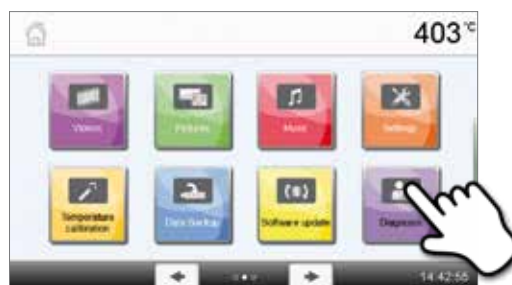 403 °C
Videos
Pictures
Music
Settings
Temperature
calibration
Data Backup
Software update
Diagnosis
14:42:55